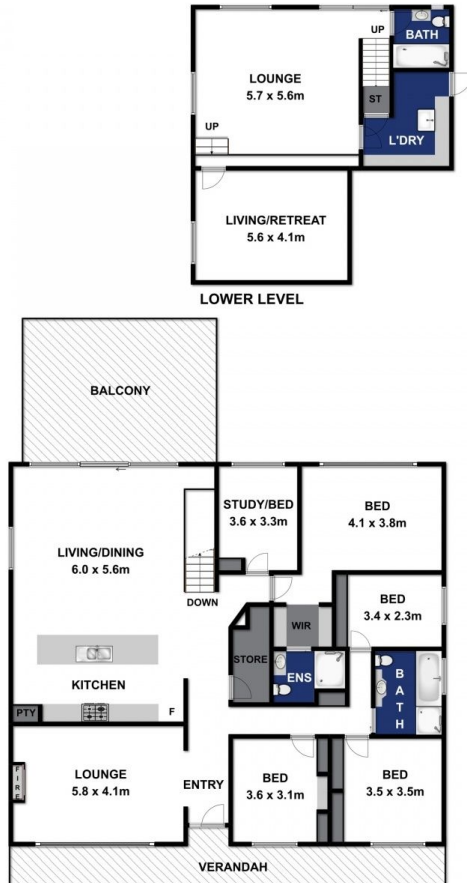 UP
BATH
LOUNGE
5.7 x 5.6m
ST
UP
L'DRY
LIVING/RETREAT
5.6 x 4.1m
LOWER LEVEL
BALCONY
STUDY/BED
3.6 x 3.3m
BED
4.1 x 3.8m
LIVING/DINING
6.0 x 5.6m
DOWN
BED
3.4 x 2.3m
WIR
STORE
KITCHEN
ENS
BATH
PTY
F
LOUNGE
5.8 x 4.1m
FIRE
ENTRY
BED
3.6 x 3.1m
BED
3.5 x 3.5m
VERANDAH